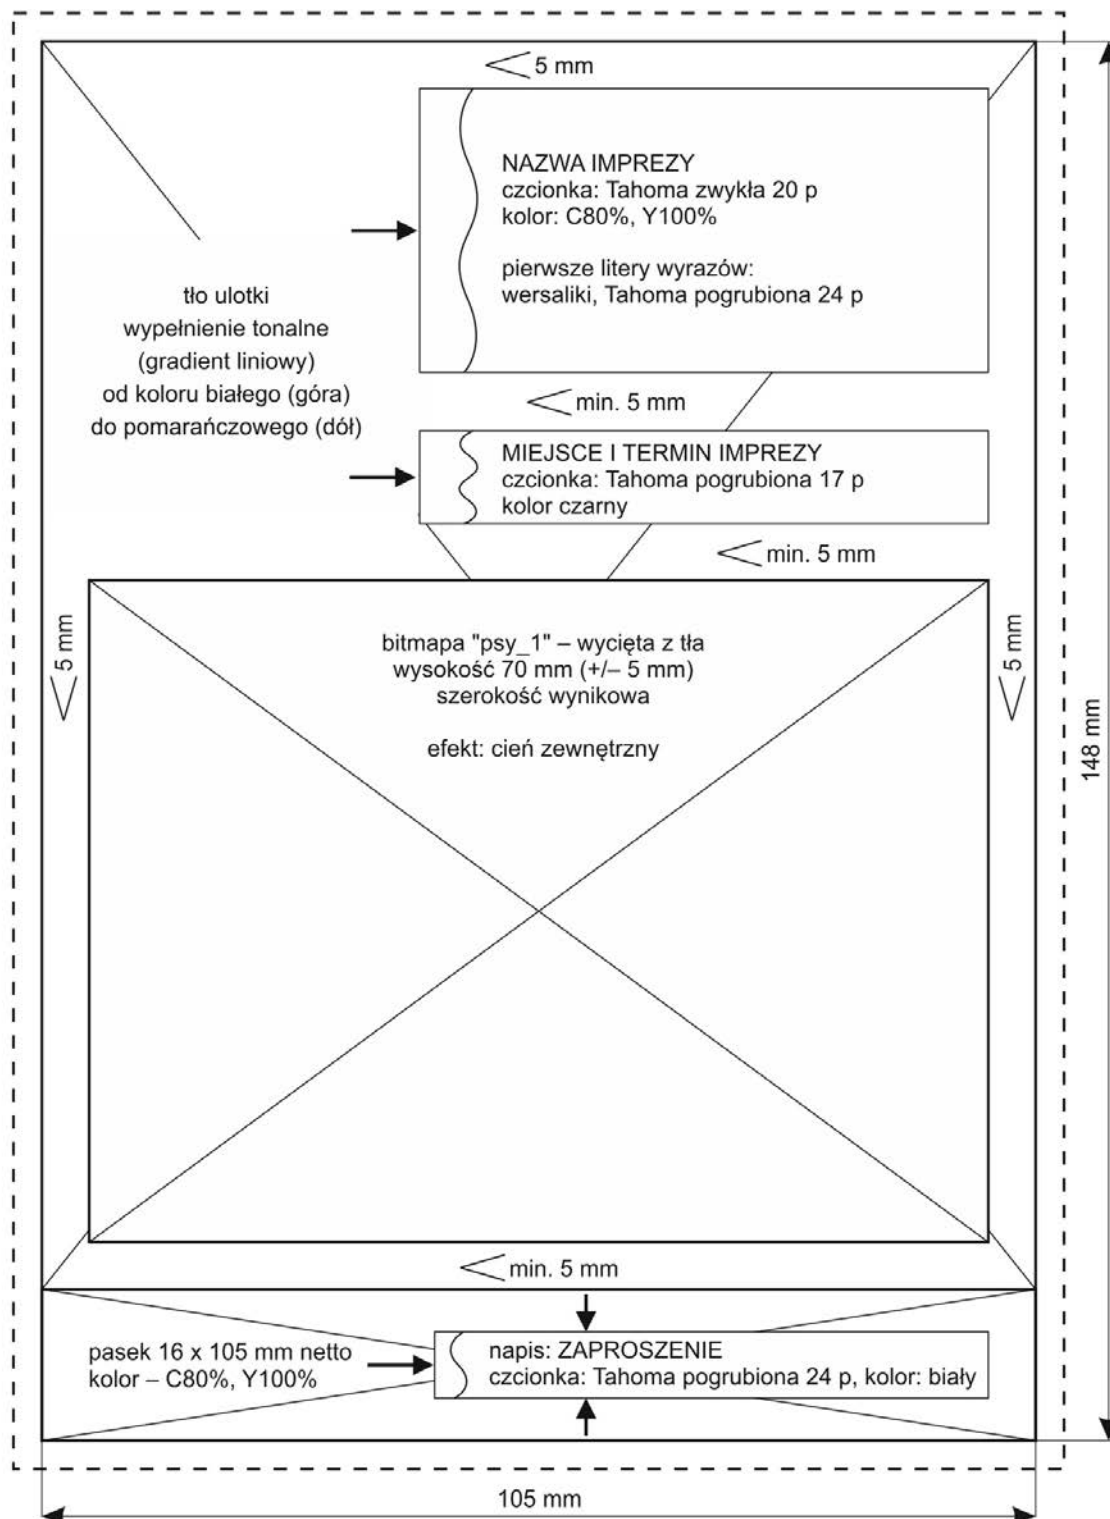 5 mm
NAZWA IMPREZY
czcionka: Tahoma zwykła 20 p
kolor: C80%, Y100%
pierwsze litery wyrazów:
wersaliki, Tahoma pogrubiona 24 p
tło ulotki
wypełnienie tonalne
(gradient liniowy)
od koloru białego (góra)
do pomarańczowego (dół)
min. 5 mm
MIEJSCE I TERMIN IMPREZY
czcionka: Tahoma pogrubiona 17 p
kolor czarny
min. 5 mm
5 mm
bitmapa "psy_1" – wycięta z tła
wysokość 70 mm (+/– 5 mm)
szerokość wynikowa
efekt: cień zewnętrzny
5 mm
148 mm
min. 5 mm
pasek 16 x 105 mm netto
kolor – C80%, Y100%
napis: ZAPROSZENIE
czcionka: Tahoma pogrubiona 24 p, kolor: biały
105 mm